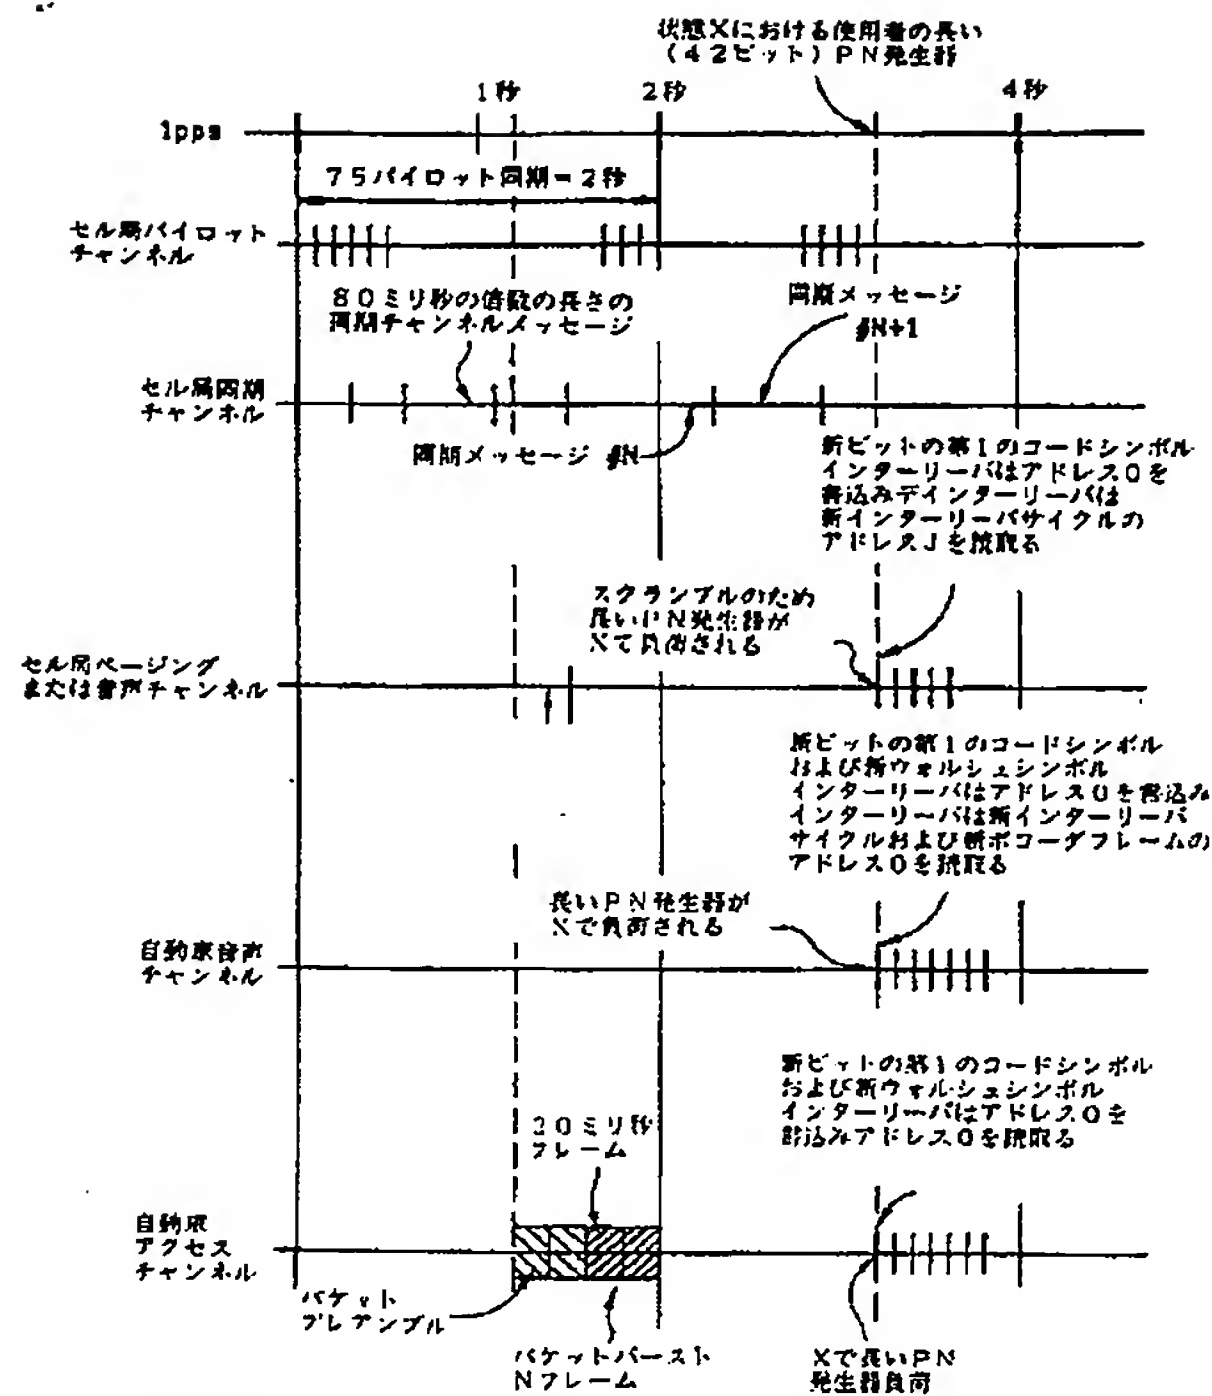 状態Xにおける使用者の長い
（42ビット）PN発生器
1秒
2秒
4秒
1pps
75パイロット同期＝2秒
セル局パイロット
チャンネル
80ミリ秒の倍数の長さの
同期チャンネルメッセージ
同期メッセージ
#N+1
セル局同期
チャンネル
同期メッセージ #N
新ビットの第1のコードシンボル
インターリーバはアドレス0を
書込みデインターリーバは
新インターリーバサイクルの
アドレスJを読取る
スクランブルのため
長いPN発生器が
Xで負荷される
セル局ページング
または音声チャンネル
新ビットの第1のコードシンボル
および新ウォルシュシンボル
インターリーバはアドレス0を書込み
インターリーバは新インターリーバ
サイクルおよび新ボコーダフレームの
アドレス0を読取る
長いPN発生器が
Xで負荷される
自動車音声
チャンネル
新ビットの第1のコードシンボル
および新ウォルシュシンボル
インターリーバはアドレス0を
書込みアドレス0を読取る
20ミリ秒
フレーム
自動車
アクセス
チャンネル
パケット
プレアンブル
パケットバースト
Nフレーム
Xで長いPN
発生器負荷